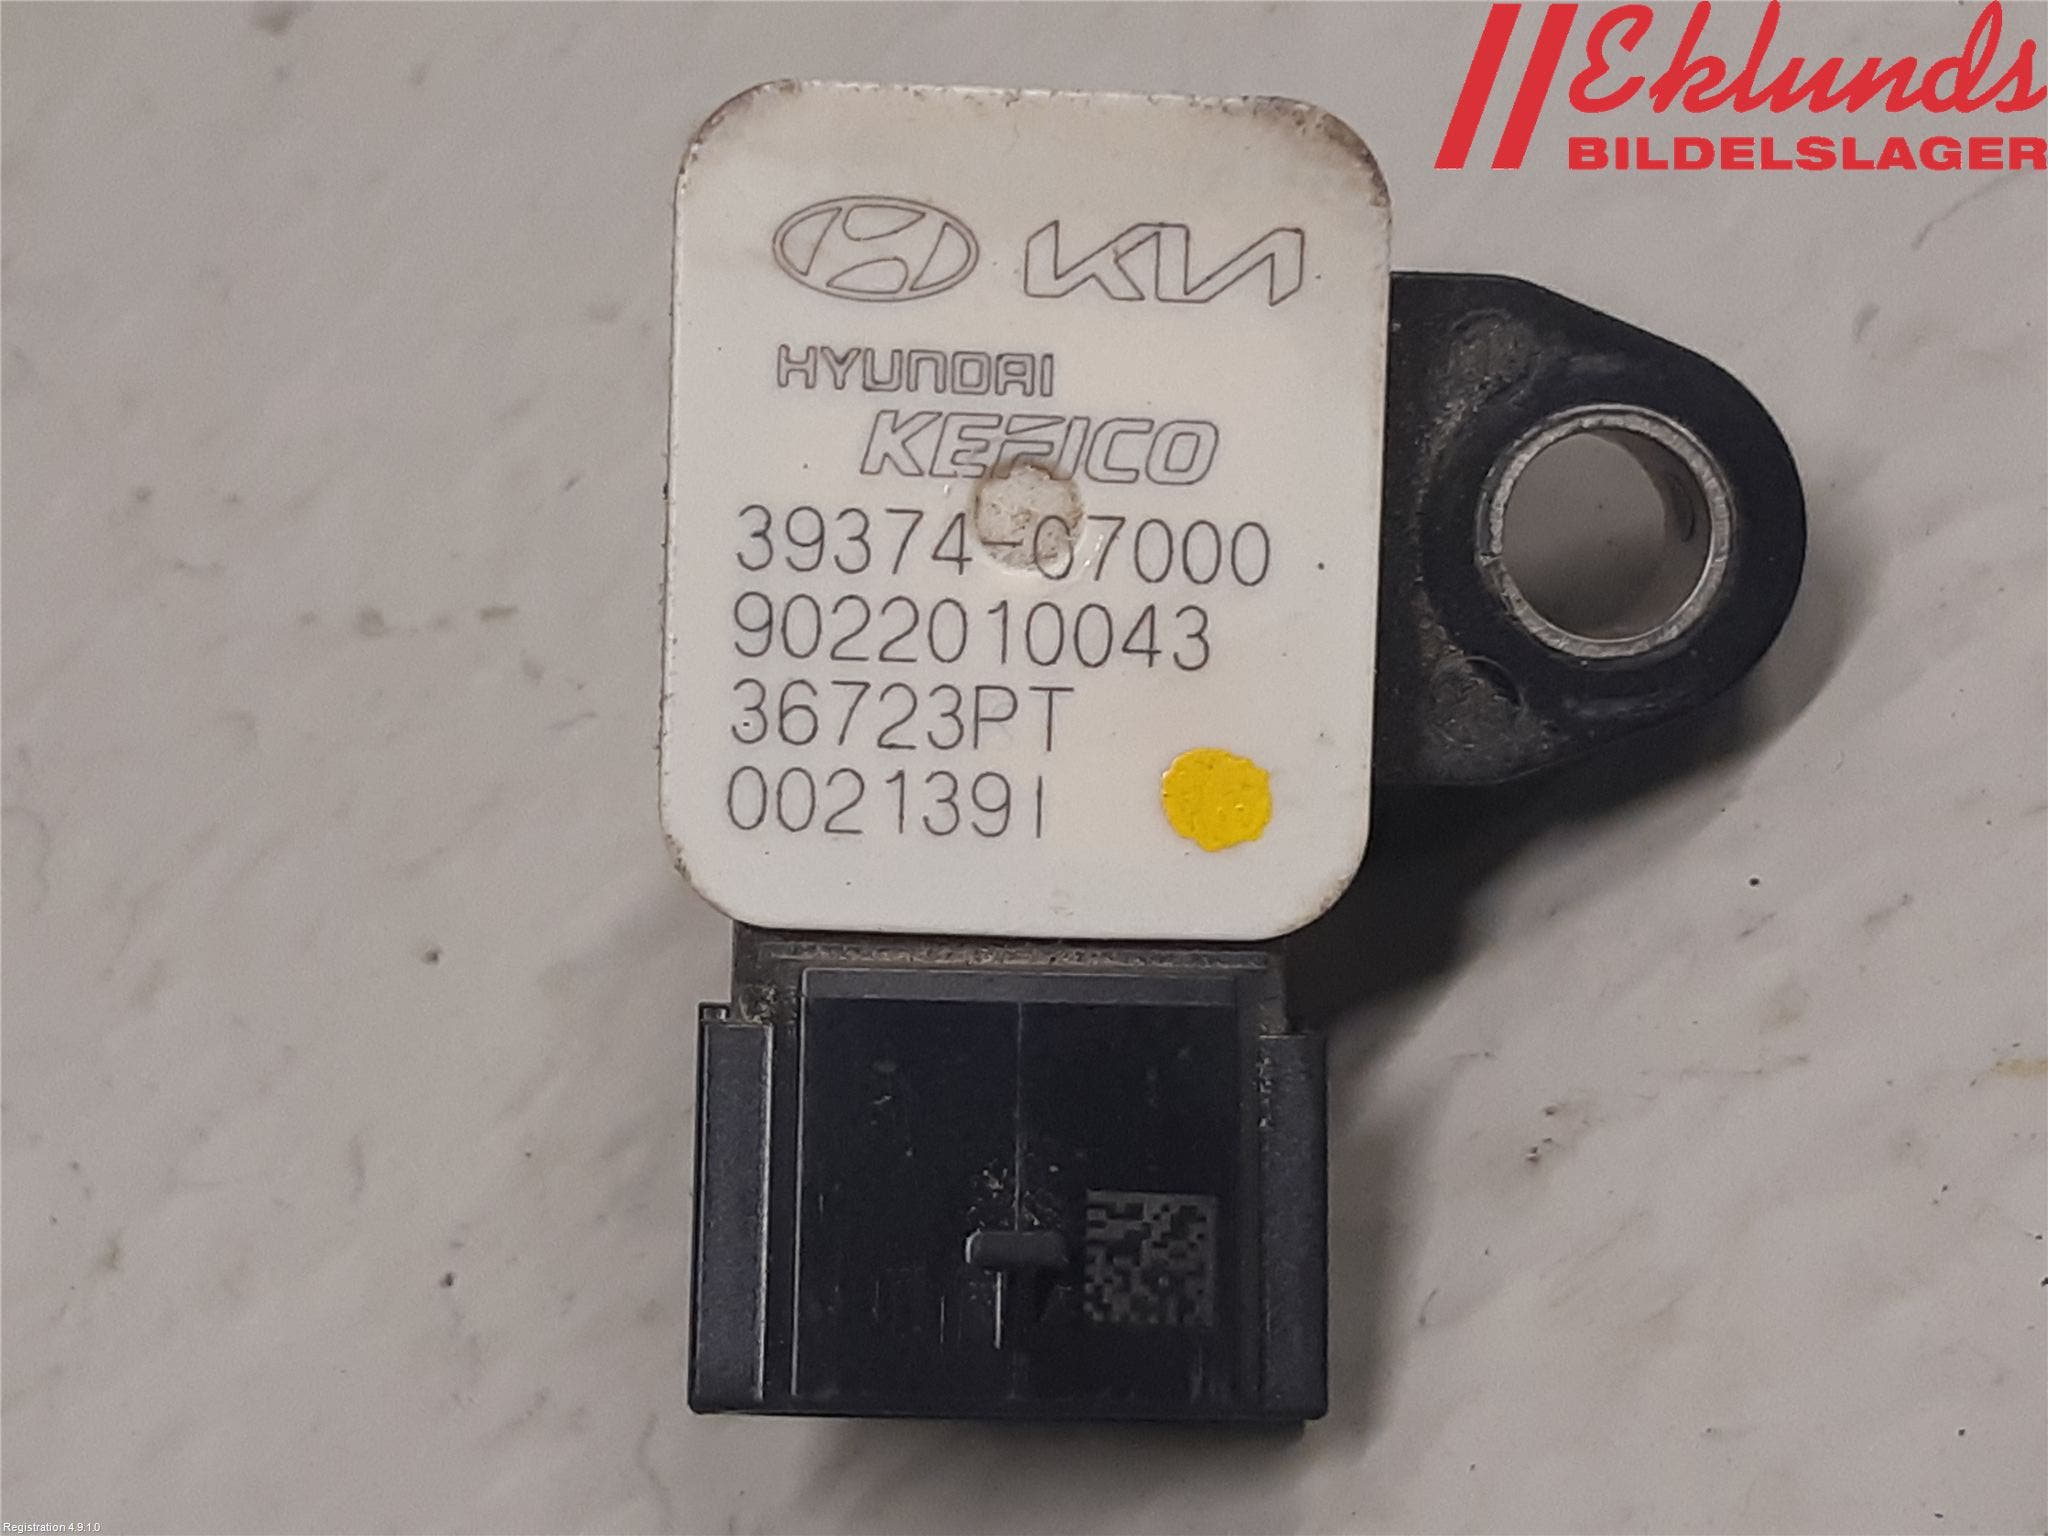 Eklunds
BILDELSLAGER
KIA
HYUNDAI
KEFICO
39374-07000
9022010043
36723PT
0021391
Registration 4.9.1.0